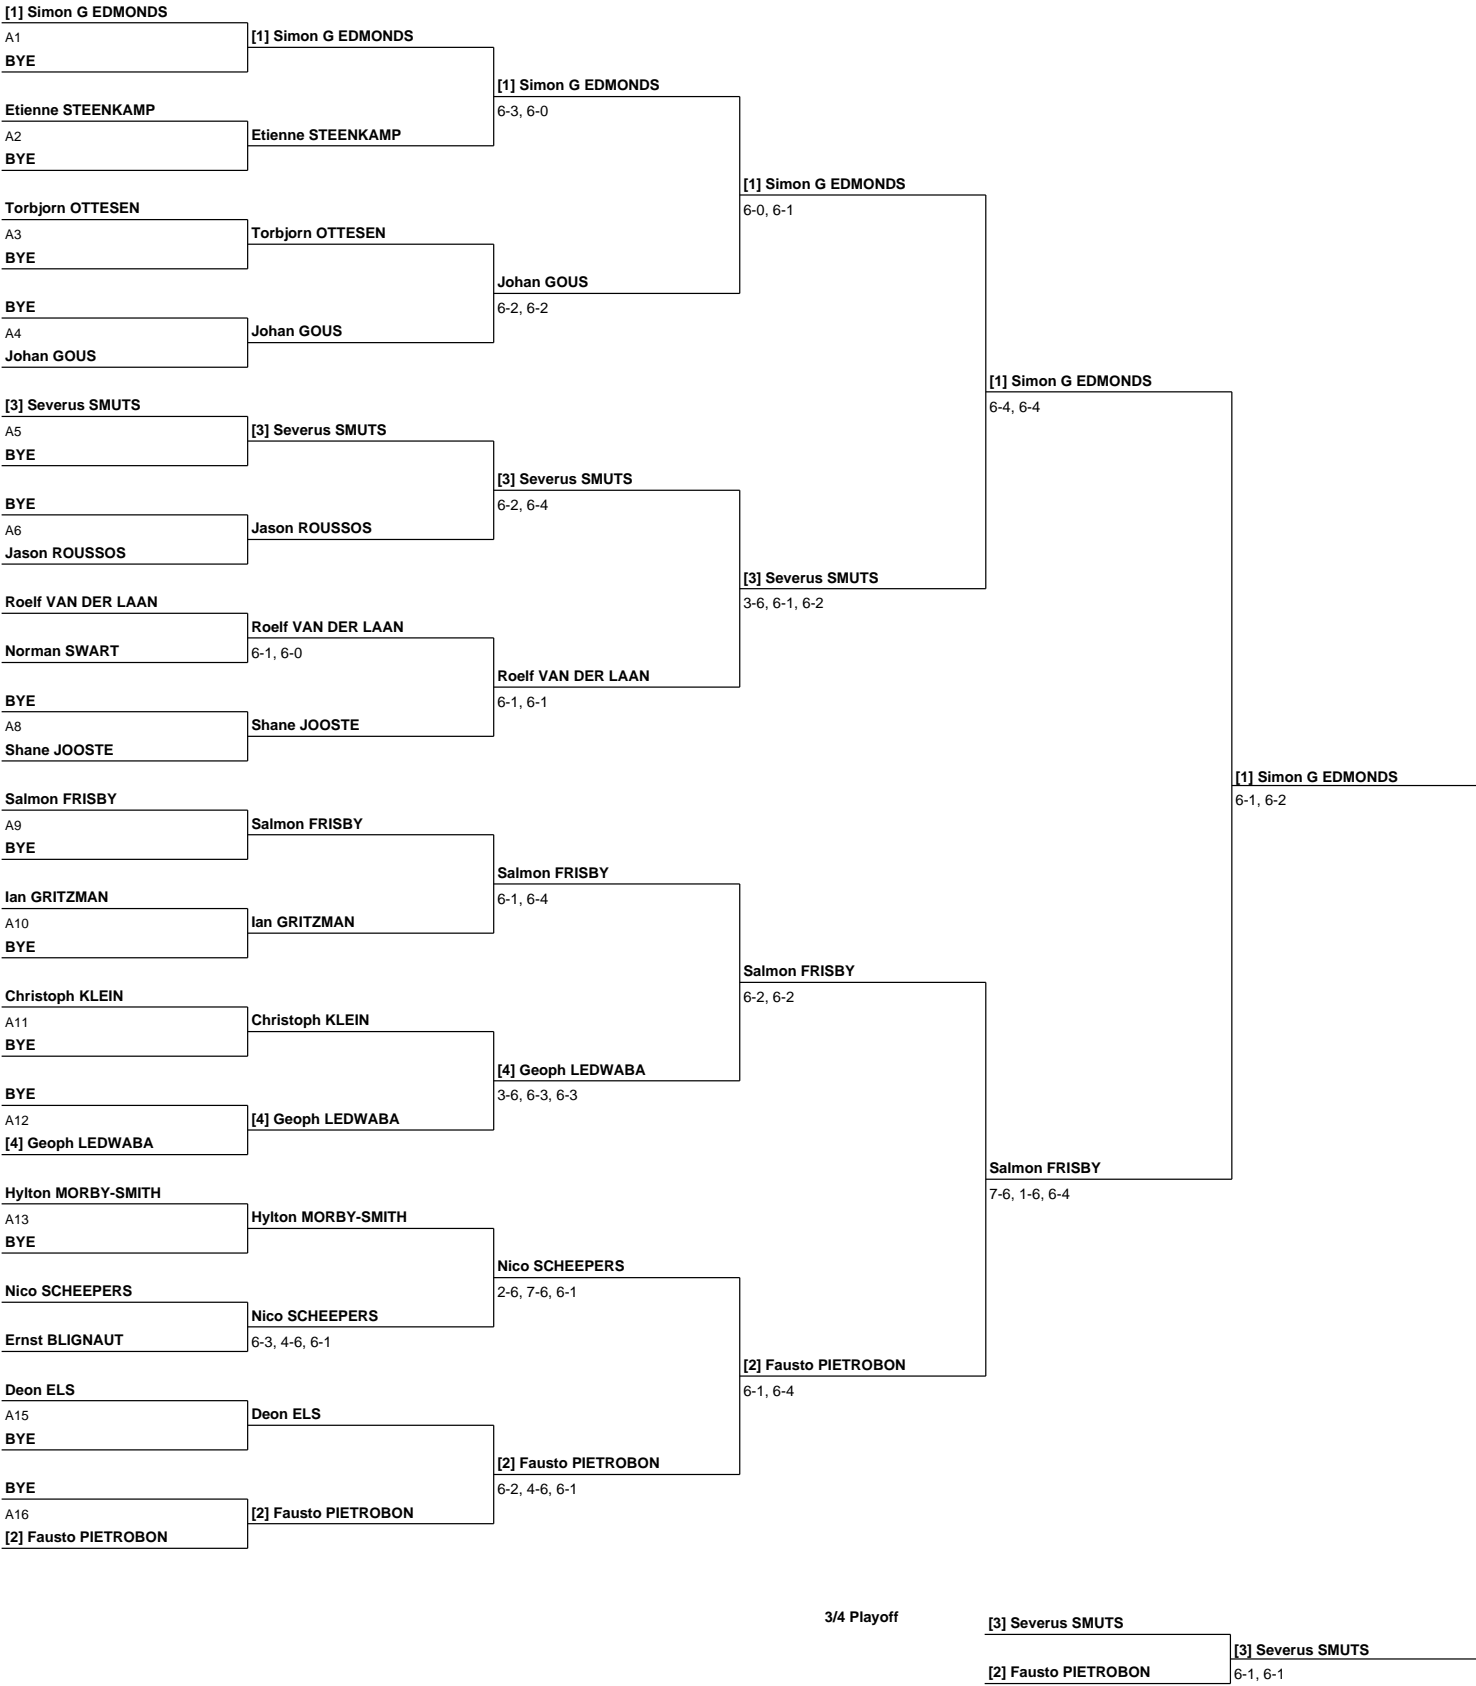 [1] Simon G EDMONDS
A1
BYE
Etienne STEENKAMP
A2
BYE
Torbjorn OTTESEN
A3
BYE
BYE
A4
Johan GOUS
[3] Severus SMUTS
A5
BYE
BYE
A6
Jason ROUSSOS
Roelf VAN DER LAAN
Norman SWART
BYE
A8
Shane JOOSTE
Salmon FRISBY
A9
BYE
Ian GRITZMAN
A10
BYE
Christoph KLEIN
A11
BYE
BYE
A12
[4] Geoph LEDWABA
Hylton MORBY-SMITH
A13
BYE
Nico SCHEEPERS
Ernst BLIGNAUT
Deon ELS
A15
BYE
BYE
A16
[2] Fausto PIETROBON
[1] Simon G EDMONDS
Etienne STEENKAMP
Torbjorn OTTESEN
Johan GOUS
[3] Severus SMUTS
Jason ROUSSOS
Roelf VAN DER LAAN
6-1, 6-0
Shane JOOSTE
Salmon FRISBY
Ian GRITZMAN
Christoph KLEIN
[4] Geoph LEDWABA
Hylton MORBY-SMITH
Nico SCHEEPERS
6-3, 4-6, 6-1
Deon ELS
[2] Fausto PIETROBON
[1] Simon G EDMONDS
6-3, 6-0
Johan GOUS
6-2, 6-2
[3] Severus SMUTS
6-2, 6-4
Roelf VAN DER LAAN
6-1, 6-1
Salmon FRISBY
6-1, 6-4
[4] Geoph LEDWABA
3-6, 6-3, 6-3
Nico SCHEEPERS
2-6, 7-6, 6-1
[2] Fausto PIETROBON
6-2, 4-6, 6-1
[1] Simon G EDMONDS
6-0, 6-1
[3] Severus SMUTS
3-6, 6-1, 6-2
Salmon FRISBY
6-2, 6-2
[2] Fausto PIETROBON
6-1, 6-4
[1] Simon G EDMONDS
6-4, 6-4
Salmon FRISBY
7-6, 1-6, 6-4
[1] Simon G EDMONDS
6-1, 6-2
3/4 Playoff
[3] Severus SMUTS
[2] Fausto PIETROBON
[3] Severus SMUTS
6-1, 6-1